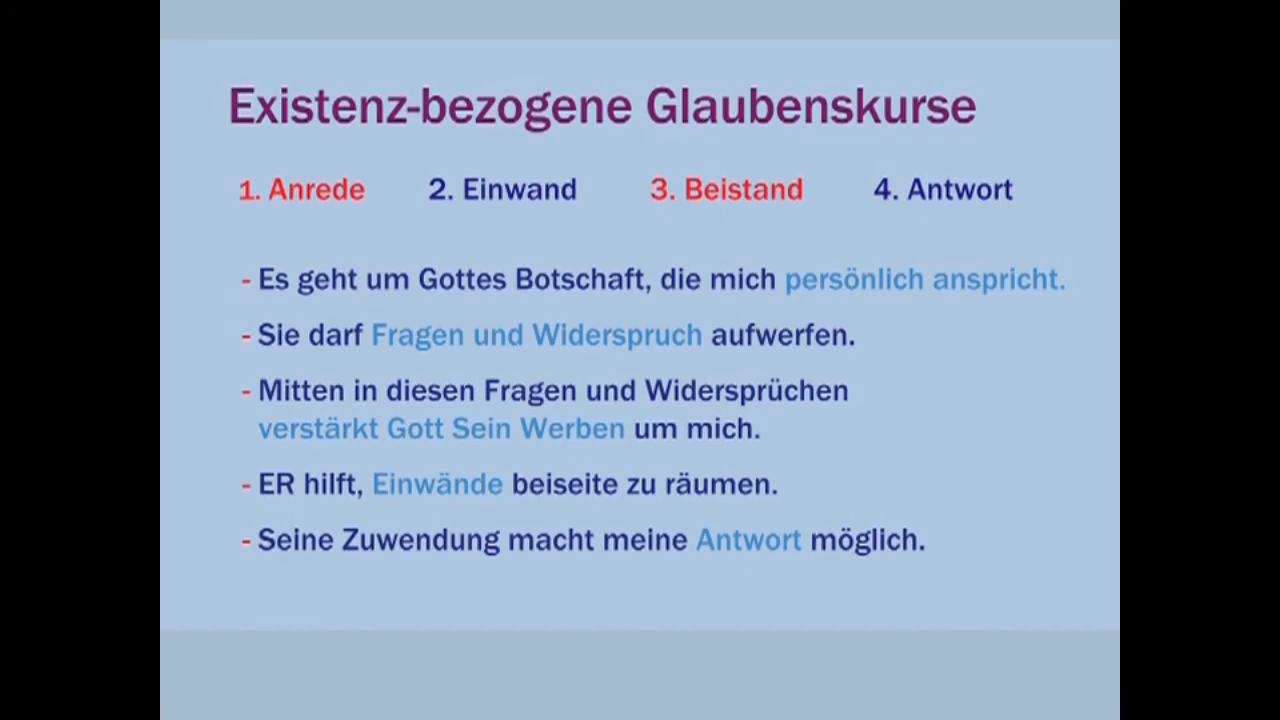 Existenz-bezogene Glaubenskurse
1. Anrede 2. Einwand 3. Beistand 4. Antwort
- Es geht um Gottes Botschaft, die mich persönlich anspricht.
- Sie darf Fragen und Widerspruch aufwerfen.
- Mitten in diesen Fragen und Widersprüchen
verstärkt Gott Sein Werben um mich.
- ER hilft, Einwände beiseite zu räumen.
- Seine Zuwendung macht meine Antwort möglich.